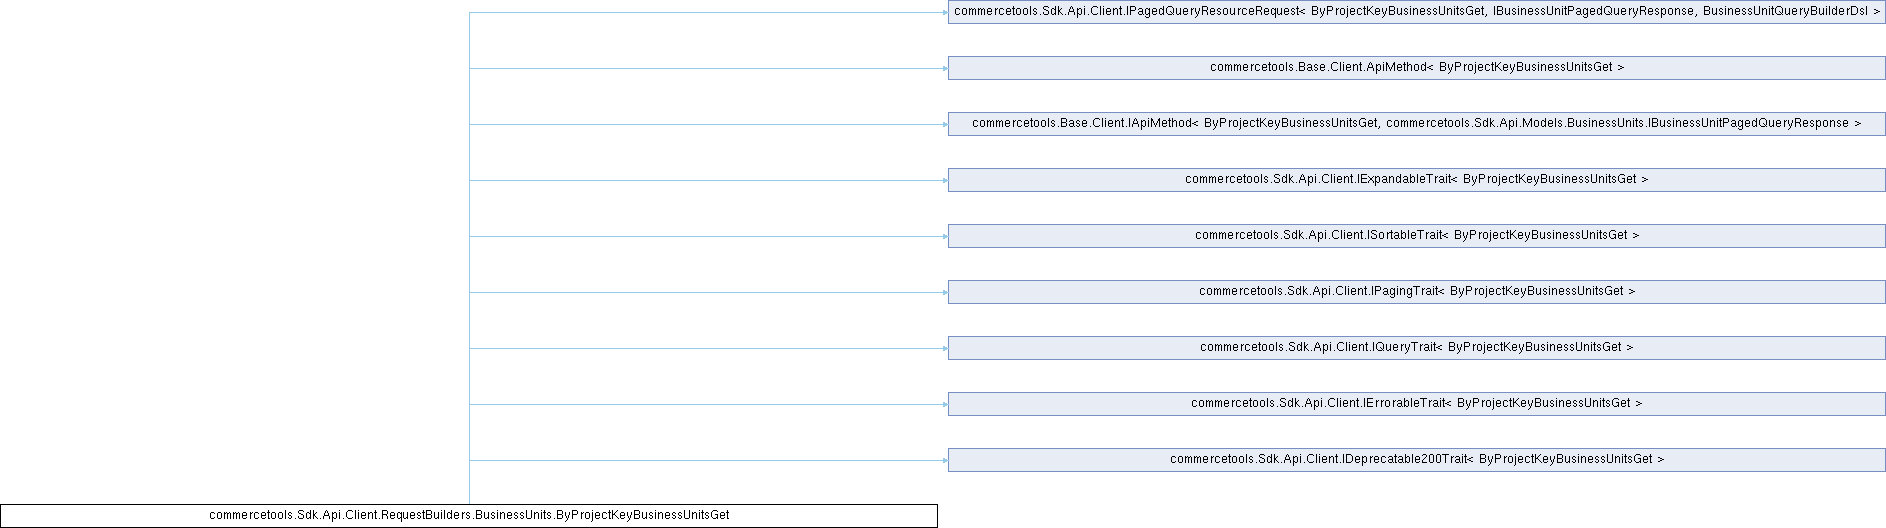 commercetools.Sdk.Api.Client.IPagedQueryResourceRequest< ByProjectKeyBusinessUnitsGet, IBusinessUnitPagedQueryResponse, BusinessUnitQueryBuilderDsl >
commercetools.Base.Client.ApiMethod< ByProjectKeyBusinessUnitsGet >
commercetools.Base.Client.IApiMethod< ByProjectKeyBusinessUnitsGet, commercetools.Sdk.Api.Models.BusinessUnits.IBusinessUnitPagedQueryResponse >
commercetools.Sdk.Api.Client.IExpandableTrait< ByProjectKeyBusinessUnitsGet >
commercetools.Sdk.Api.Client.ISortableTrait< ByProjectKeyBusinessUnitsGet >
commercetools.Sdk.Api.Client.IPagingTrait< ByProjectKeyBusinessUnitsGet >
commercetools.Sdk.Api.Client.IQueryTrait< ByProjectKeyBusinessUnitsGet >
commercetools.Sdk.Api.Client.IErrorableTrait< ByProjectKeyBusinessUnitsGet >
commercetools.Sdk.Api.Client.IDeprecatable200Trait< ByProjectKeyBusinessUnitsGet >
commercetools.Sdk.Api.Client.RequestBuilders.BusinessUnits.ByProjectKeyBusinessUnitsGet